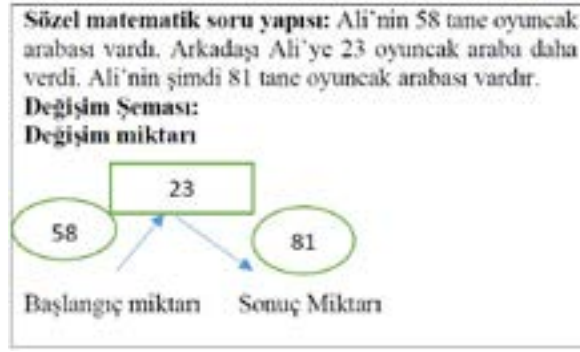 Sözel matematik soru yapısı: Ali'nin 58 tane oyuncak
arabası vardı. Arkadaşı Ali'ye 23 oyuncak araba daha
verdi. Ali'nin şimdi 81 tane oyuncak arabası vardır.
Değişim Şeması:
Değişim miktarı
23
58
81
Başlangıç miktarı Sonuç Miktarı